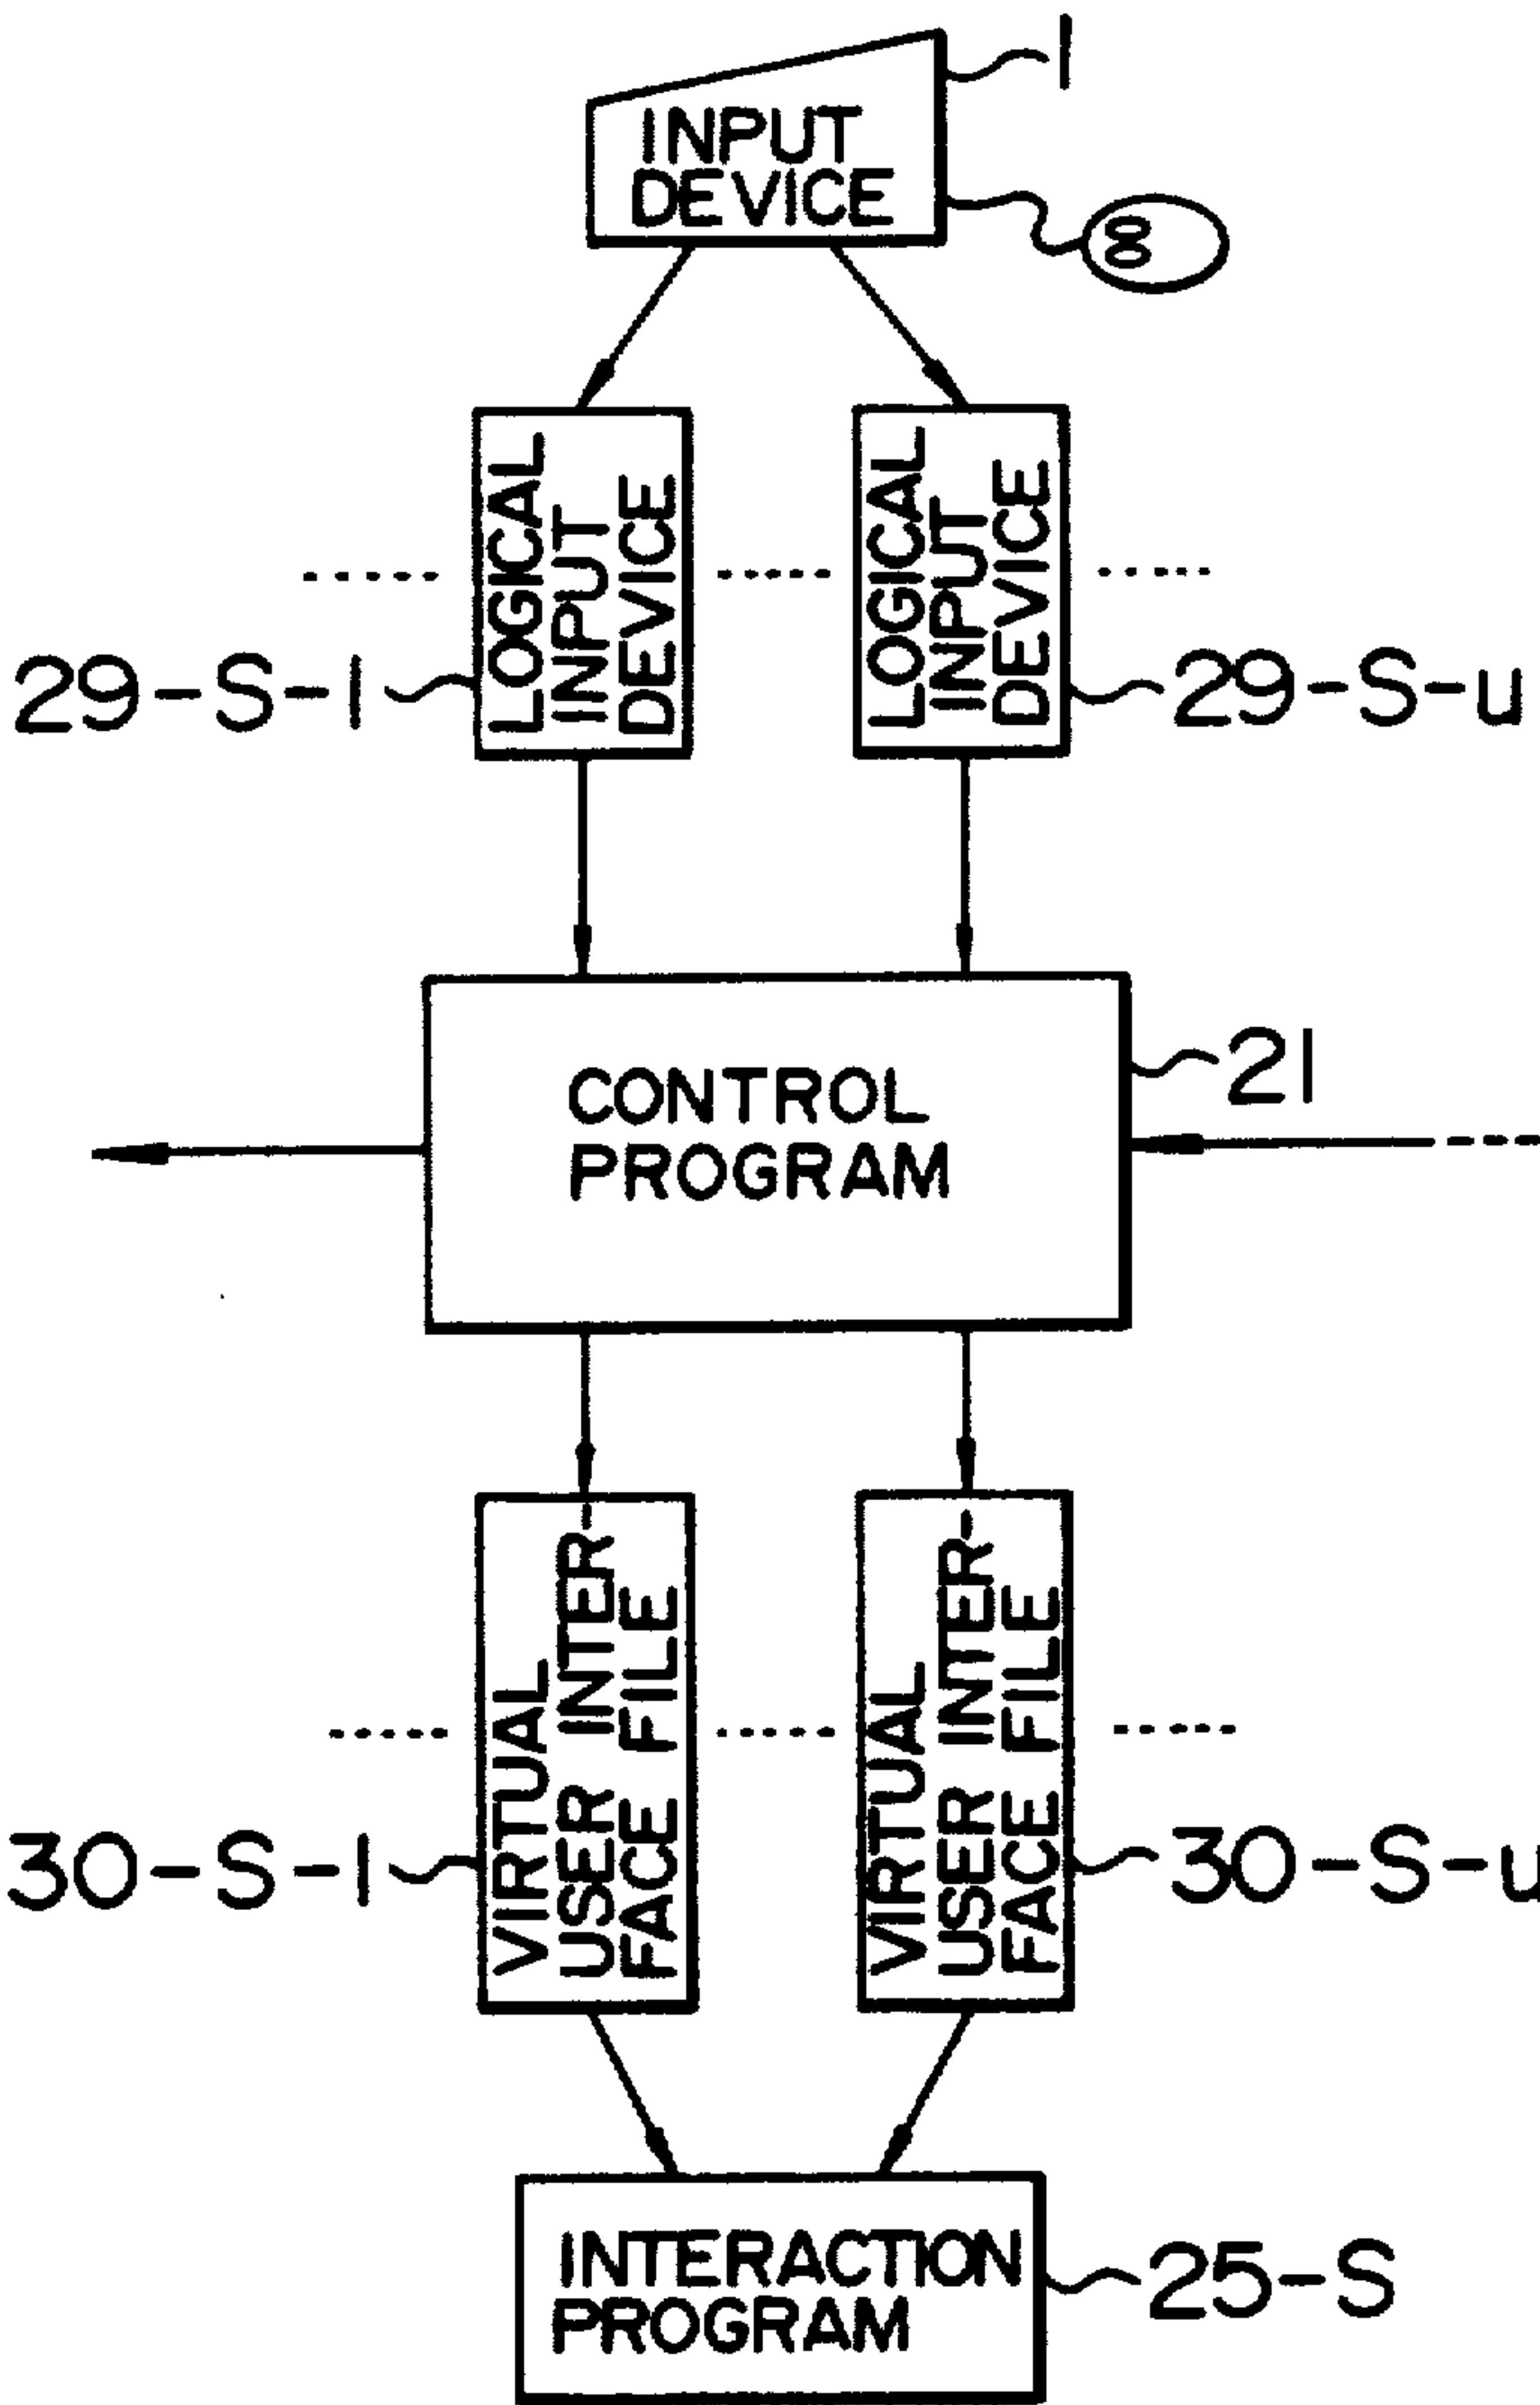 1
INPUT
DEVICE
LOGICAL
INPUT
DEVICE
LOGICAL
INPUT
DEVICE
29-S-1
29-S-u
CONTROL
PROGRAM
21
VIRTUAL
USER INTER-
FACE FILE
VIRTUAL
USER INTER-
FACE FILE
30-S-1
30-S-u
INTERACTION
PROGRAM
25-S